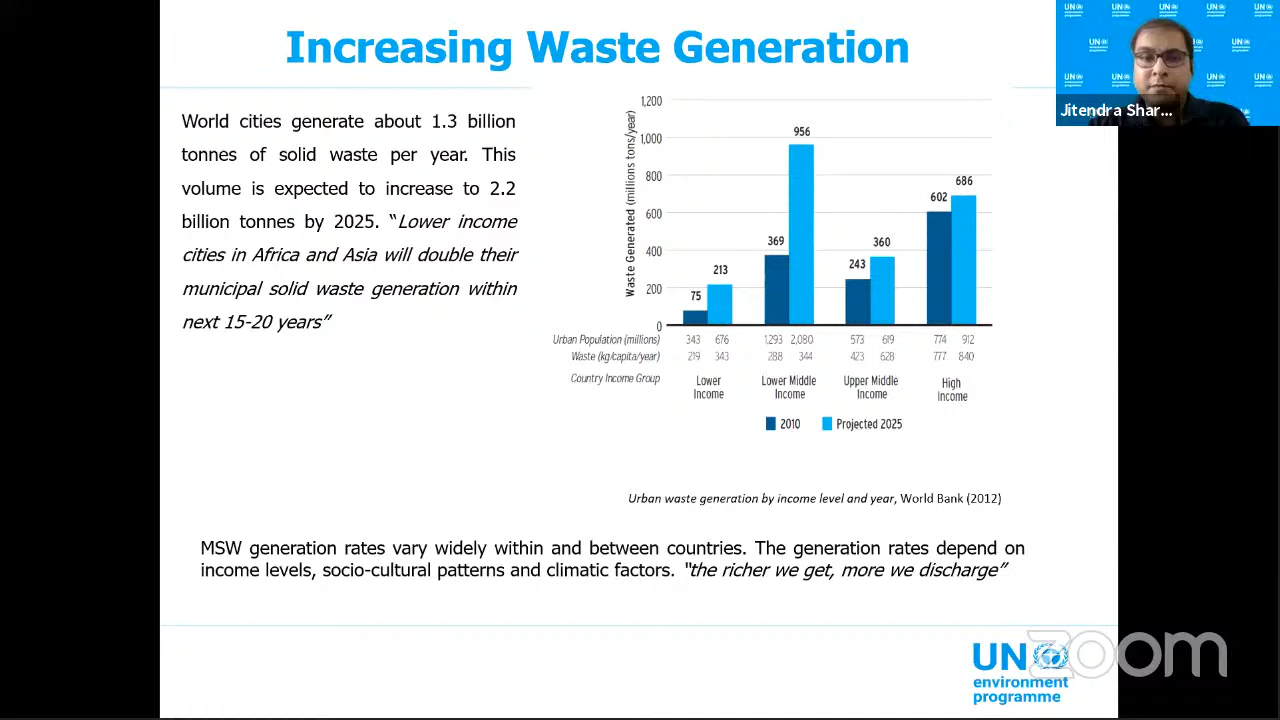 Increasing Waste Generation
World cities generate about 1.3 billion
tonnes of solid waste per year. This
volume is expected to increase to 2.2
billion tonnes by 2025. "Lower income
cities in Africa and Asia will double their
municipal solid waste generation within
next 15-20 years"
Waste Generated (millions tons/year)
1,200
1,000
800
600
400
200
0
75 213 369 956 243 360 602 686
Urban Population (millions) 343 676 1,293 2,080 573 619 774 912
Waste (kg/capita/year) 219 343 288 344 423 628 777 840
Country Income Group
Lower Income
Lower Middle Income
Upper Middle Income
High Income
2010 Projected 2025
Urban waste generation by income level and year, World Bank (2012)
MSW generation rates vary widely within and between countries. The generation rates depend on
income levels, socio-cultural patterns and climatic factors. "the richer we get, more we discharge"
UN
environment
programme
zoom
Jitendra Shar...